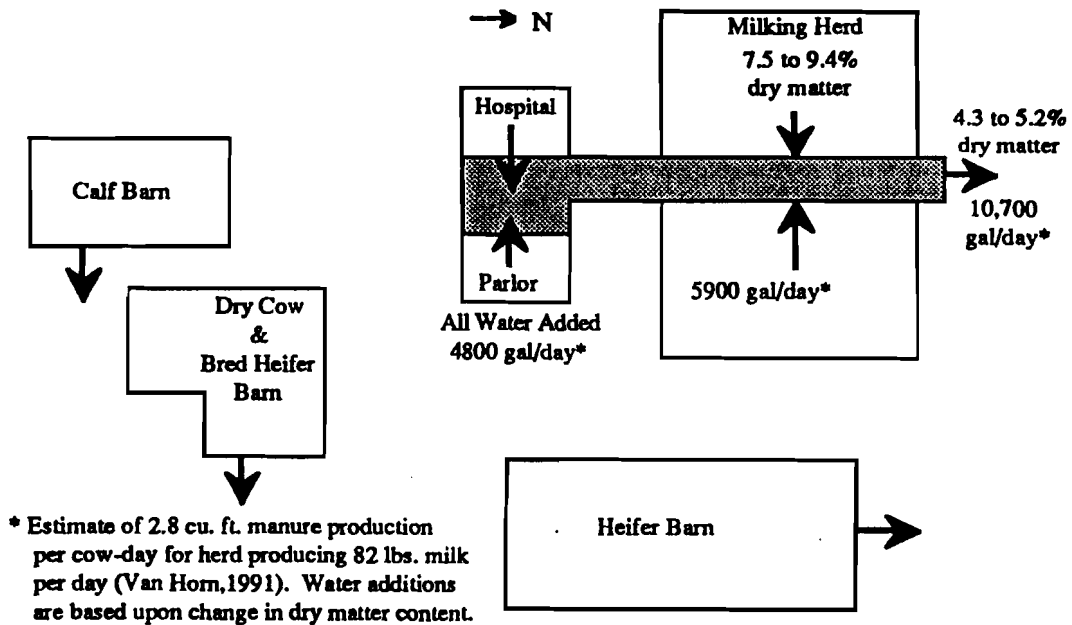 N
Milking Herd
7.5 to 9.4%
dry matter
Hospital
4.3 to 5.2%
dry matter
Calf Barn
10,700
gal/day*
Parlor
5900 gal/day*
All Water Added
4800 gal/day*
Dry Cow
&
Bred Heifer
Barn
Heifer Barn
* Estimate of 2.8 cu. ft. manure production
per cow-day for herd producing 82 lbs. milk
per day (Van Horn,1991). Water additions
are based upon change in dry matter content.